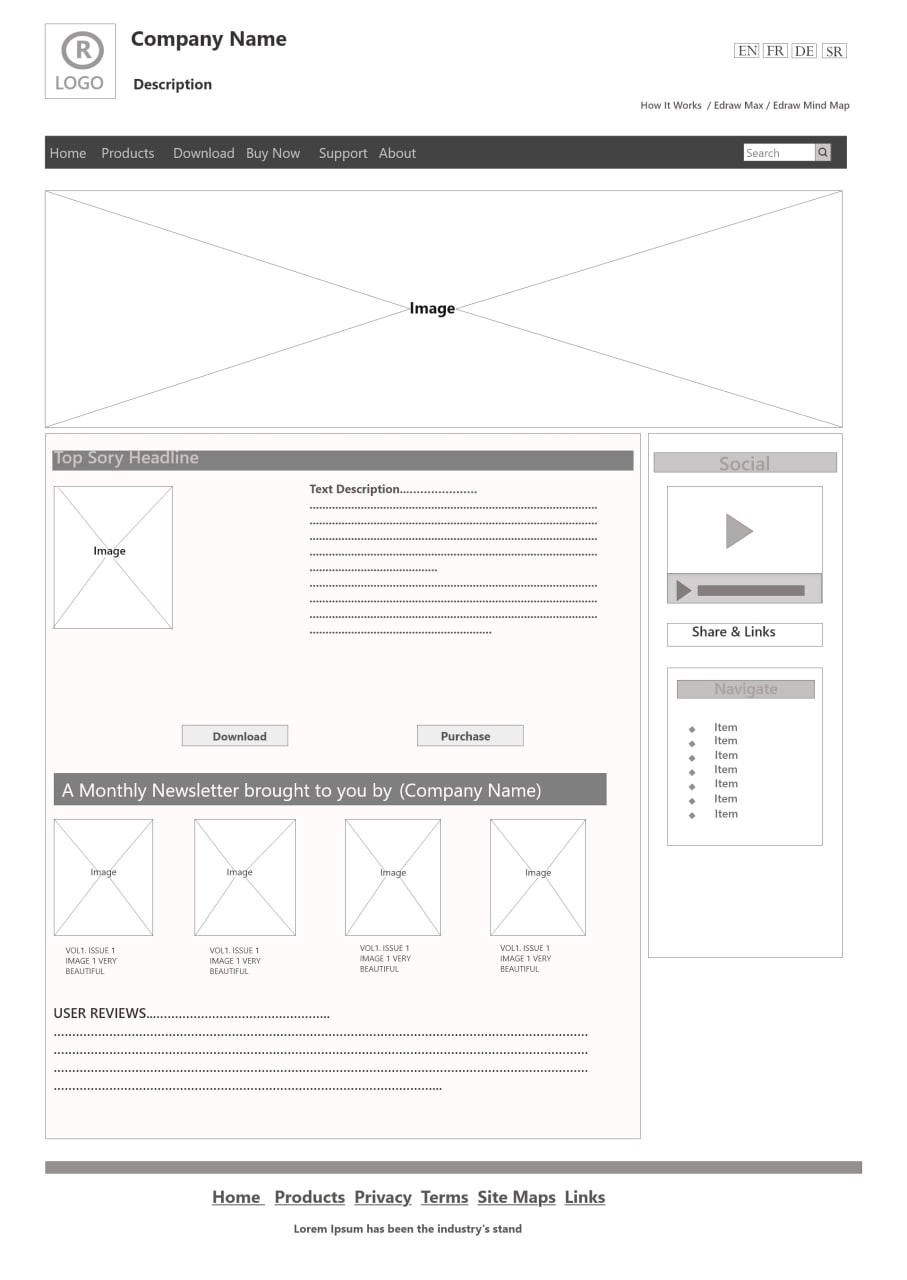 ® LOGO
Company Name
Description
EN FR DE SR
How It Works / Edraw Max / Edraw Mind Map
Home Products Download Buy Now Support About
Search
Image
Top Sory Headline
Image
Text Description......................
Download
Purchase
A Monthly Newsletter brought to you by (Company Name)
Image
Image
Image
Image
VOL1. ISSUE 1
IMAGE 1 VERY
BEAUTIFUL
VOL1. ISSUE 1
IMAGE 1 VERY
BEAUTIFUL
VOL1. ISSUE 1
IMAGE 1 VERY
BEAUTIFUL
VOL1. ISSUE 1
IMAGE 1 VERY
BEAUTIFUL
USER REVIEWS..................................................
Social
Share & Links
Navigate
Item
Item
Item
Item
Item
Item
Item
Home Products Privacy Terms Site Maps Links
Lorem Ipsum has been the industry's stand